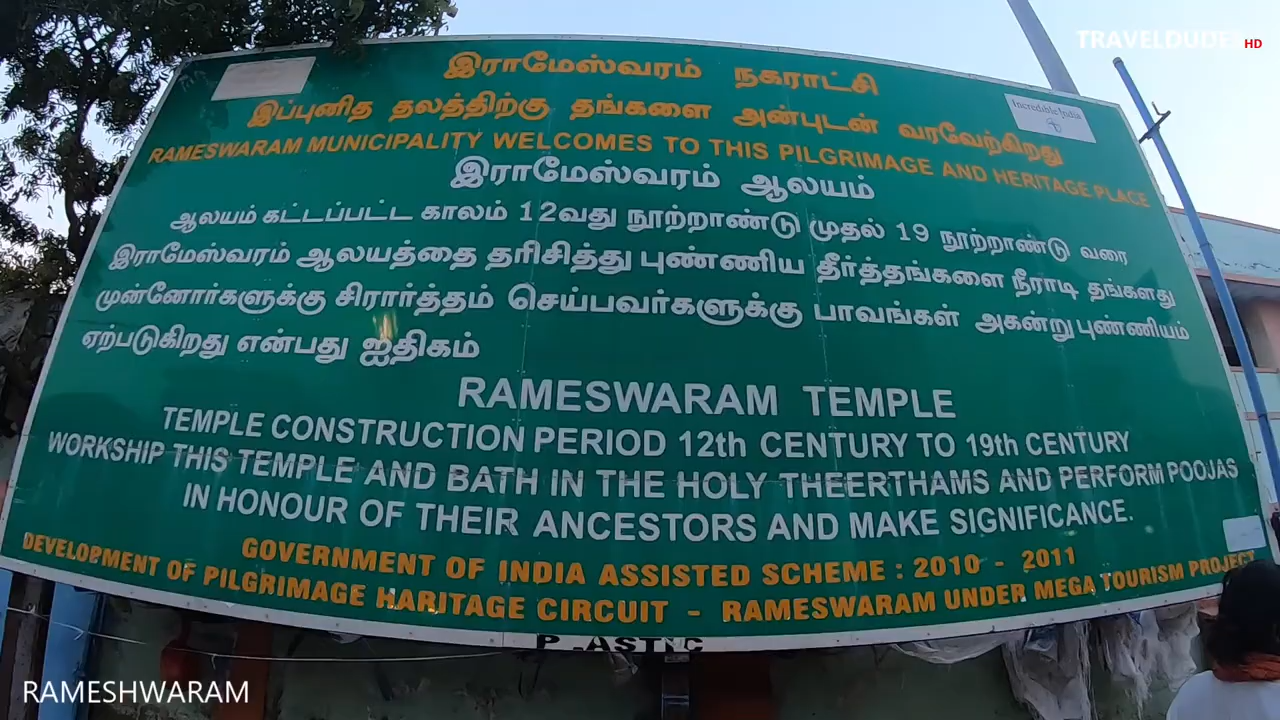 TRAVELDUDES HD
இராமேஸ்வரம் நகராட்சி
Incredible India
இப்புனித தலத்திற்கு தங்களை அன்புடன் வரவேற்கிறது
RAMESWARAM MUNICIPALITY WELCOMES TO THIS PILGRIMAGE AND HERITAGE PLACE
இராமேஸ்வரம் ஆலயம்
ஆலயம் கட்டப்பட்ட காலம் 12வது நூற்றாண்டு முதல் 19 நூற்றாண்டு வரை
இராமேஸ்வரம் ஆலயத்தை தரிசித்து புண்ணிய தீர்த்தங்களை நீராடி தங்களது
முன்னோர்களுக்கு சிரார்த்தம் செய்பவர்களுக்கு பாவங்கள் அகன்று புண்ணியம்
ஏற்படுகிறது என்பது ஐதிகம்
RAMESWARAM TEMPLE
TEMPLE CONSTRUCTION PERIOD 12th CENTURY TO 19th CENTURY
WORKSHIP THIS TEMPLE AND BATH IN THE HOLY THEERTHAMS AND PERFORM POOJAS
IN HONOUR OF THEIR ANCESTORS AND MAKE SIGNIFICANCE.
GOVERNMENT OF INDIA ASSISTED SCHEME : 2010 - 2011
DEVELOPMENT OF PILGRIMAGE HARITAGE CIRCUIT - RAMESWARAM UNDER MEGA TOURISM PROJECT
RAMESHWARAM